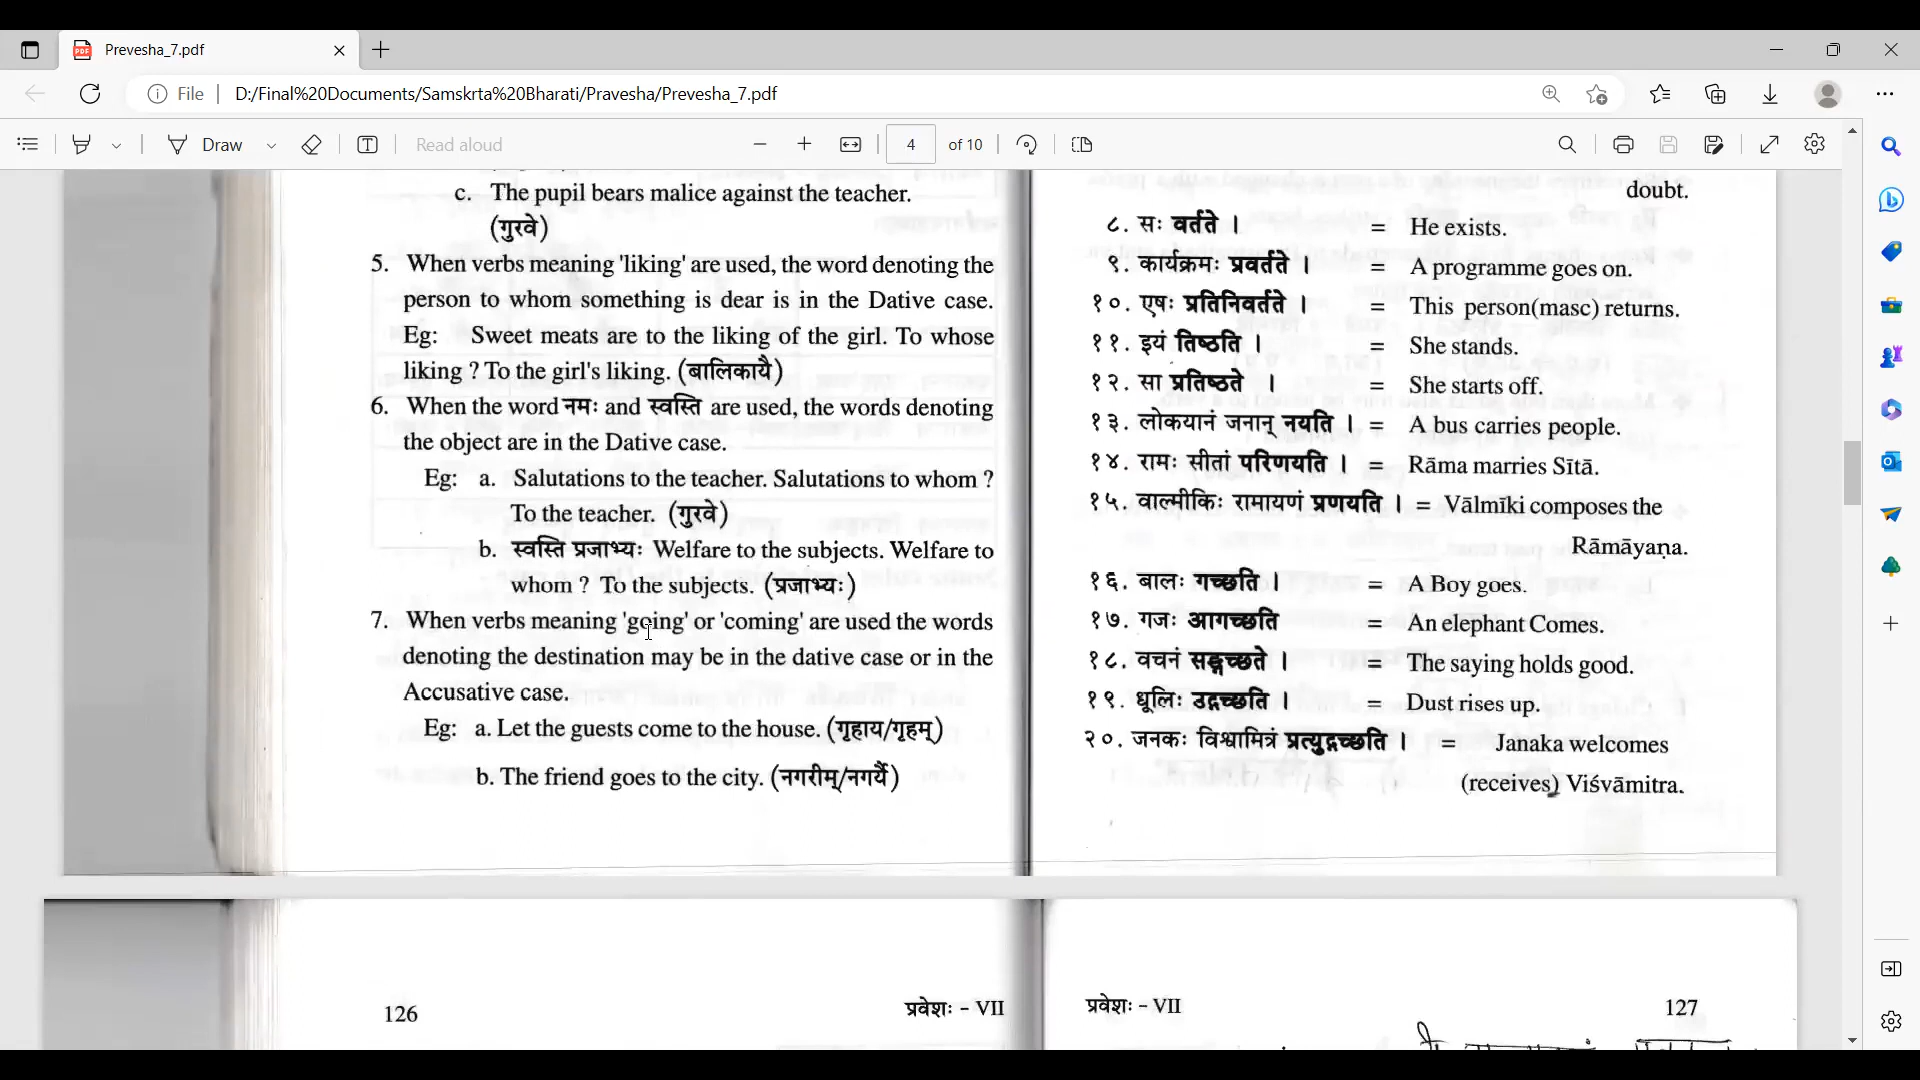 Prevesha_7.pdf
File
D:/Final%20Documents/Samskrta%20Bharati/Pravesha/Prevesha_7.pdf
Draw
Read aloud
4
of 10
c. The pupil bears malice against the teacher.
(गुरवे)
5. When verbs meaning 'liking' are used, the word denoting the
person to whom something is dear is in the Dative case.
Eg: Sweet meats are to the liking of the girl. To whose
liking ? To the girl's liking. (बालिकायै)
6. When the word नमः and स्वस्ति are used, the words denoting
the object are in the Dative case.
Eg: a. Salutations to the teacher. Salutations to whom ?
To the teacher. (गुरवे)
b. स्वस्ति प्रजाभ्यः Welfare to the subjects. Welfare to
whom ? To the subjects. (प्रजाभ्यः)
7. When verbs meaning 'going' or 'coming' are used the words
denoting the destination may be in the dative case or in the
Accusative case.
Eg: a. Let the guests come to the house. (गृहाय/गृहम्)
b. The friend goes to the city. (नगरीम्/नगर्यै)
doubt.
८. सः वर्तते । = He exists.
९. कार्यक्रमः प्रवर्तते । = A programme goes on.
१०. एषः प्रतिनिवर्तते । = This person(masc) returns.
११. इयं तिष्ठति । = She stands.
१२. सा प्रतिष्ठते । = She starts off.
१३. लोकयानं जनान् नयति । = A bus carries people.
१४. रामः सीतां परिणयति । = Rāma marries Sītā.
१५. वाल्मीकिः रामायणं प्रणयति । = Vālmīki composes the
Rāmāyaṇa.
१६. बालः गच्छति । = A Boy goes.
१७. गजः आगच्छति = An elephant Comes.
१८. वचनं सङ्गच्छते । = The saying holds good.
१९. धूलिः उद्गच्छति । = Dust rises up.
२०. जनकः विश्वामित्रं प्रत्युद्गच्छति । = Janaka welcomes
(receives) Viśvāmitra.
126
प्रवेशः - VII
प्रवेशः - VII
127